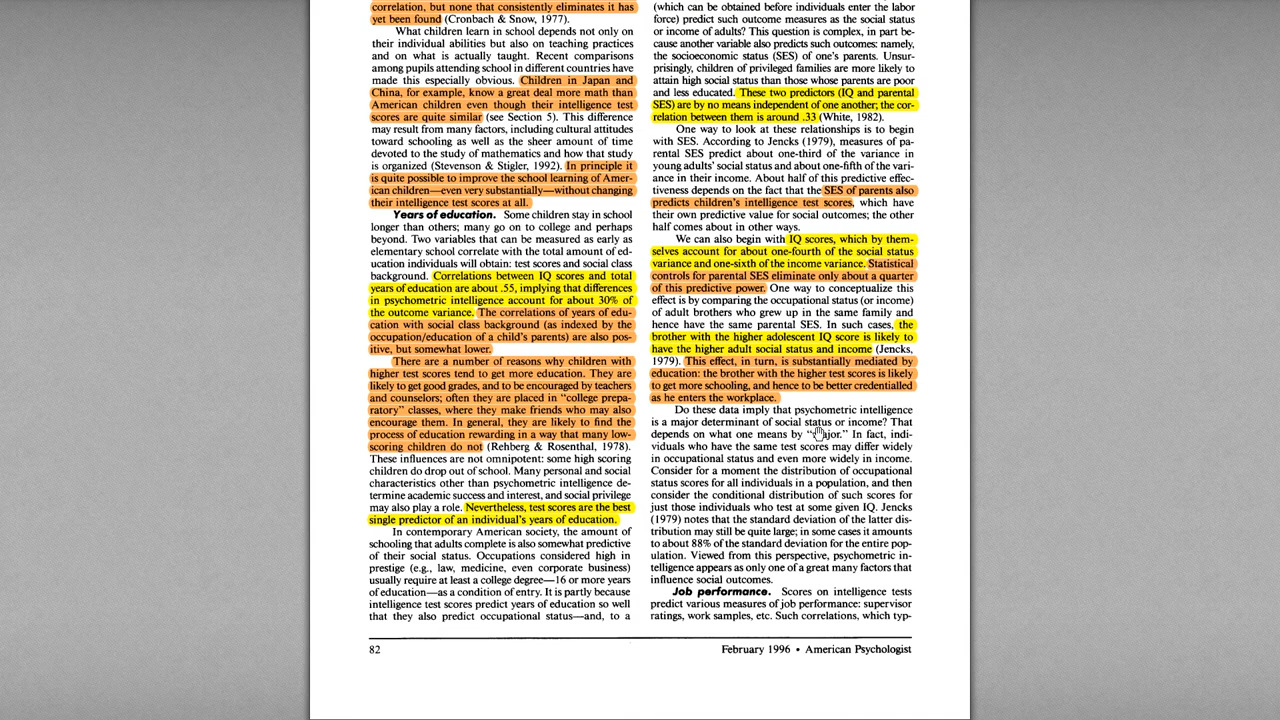 correlation, but none that consistently eliminates it has
yet been found (Cronbach & Snow, 1977).
What children learn in school depends not only on
their individual abilities but also on teaching practices
and on what is actually taught. Recent comparisons
among pupils attending school in different countries have
made this especially obvious. Children in Japan and
China, for example, know a great deal more math than
American children even though their intelligence test
scores are quite similar (see Section 5). This difference
may result from many factors, including cultural attitudes
toward schooling as well as the sheer amount of time
devoted to the study of mathematics and how that study
is organized (Stevenson & Stigler, 1992). In principle it
is quite possible to improve the school learning of Amer-
ican children—even very substantially—without changing
their intelligence test scores at all.
Years of education. Some children stay in school
longer than others; many go on to college and perhaps
beyond. Two variables that can be measured as early as
elementary school correlate with the total amount of ed-
ucation individuals will obtain: test scores and social class
background. Correlations between IQ scores and total
years of education are about .55, implying that differences
in psychometric intelligence account for about 30% of
the outcome variance. The correlations of years of edu-
cation with social class background (as indexed by the
occupation/education of a child's parents) are also pos-
itive, but somewhat lower.
There are a number of reasons why children with
higher test scores tend to get more education. They are
likely to get good grades, and to be encouraged by teachers
and counselors; often they are placed in “college prepa-
ratory” classes, where they make friends who may also
encourage them. In general, they are likely to find the
process of education rewarding in a way that many low-
scoring children do not (Rehberg & Rosenthal, 1978).
These influences are not omnipotent: some high scoring
children do drop out of school. Many personal and social
characteristics other than psychometric intelligence de-
termine academic success and interest, and social privilege
may also play a role. Nevertheless, test scores are the best
single predictor of an individual's years of education.
In contemporary American society, the amount of
schooling that adults complete is also somewhat predictive
of their social status. Occupations considered high in
prestige (e.g., law, medicine, even corporate business)
usually require at least a college degree—16 or more years
of education—as a condition of entry. It is partly because
intelligence test scores predict years of education so well
that they also predict occupational status—and, to a
(which can be obtained before individuals enter the labor
force) predict such outcome measures as the social status
or income of adults? This question is complex, in part be-
cause another variable also predicts such outcomes: namely,
the socioeconomic status (SES) of one's parents. Unsur-
prisingly, children of privileged families are more likely to
attain high social status than those whose parents are poor
and less educated. These two predictors (IQ and parental
SES) are by no means independent of one another; the cor-
relation between them is around .33 (White, 1982).
One way to look at these relationships is to begin
with SES. According to Jencks (1979), measures of pa-
rental SES predict about one-third of the variance in
young adults' social status and about one-fifth of the vari-
ance in their income. About half of this predictive effec-
tiveness depends on the fact that the SES of parents also
predicts children's intelligence test scores, which have
their own predictive value for social outcomes; the other
half comes about in other ways.
We can also begin with IQ scores, which by them-
selves account for about one-fourth of the social status
variance and one-sixth of the income variance. Statistical
controls for parental SES eliminate only about a quarter
of this predictive power. One way to conceptualize this
effect is by comparing the occupational status (or income)
of adult brothers who grew up in the same family and
hence have the same parental SES. In such cases, the
brother with the higher adolescent IQ score is likely to
have the higher adult social status and income (Jencks,
1979). This effect, in turn, is substantially mediated by
education: the brother with the higher test scores is likely
to get more schooling, and hence to be better credentialled
as he enters the workplace.
Do these data imply that psychometric intelligence
is a major determinant of social status or income? That
depends on what one means by “major.” In fact, indi-
viduals who have the same test scores may differ widely
in occupational status and even more widely in income.
Consider for a moment the distribution of occupational
status scores for all individuals in a population, and then
consider the conditional distribution of such scores for
just those individuals who test at some given IQ. Jencks
(1979) notes that the standard deviation of the latter dis-
tribution may still be quite large; in some cases it amounts
to about 88% of the standard deviation for the entire pop-
ulation. Viewed from this perspective, psychometric in-
telligence appears as only one of a great many factors that
influence social outcomes.
Job performance. Scores on intelligence tests
predict various measures of job performance: supervisor
ratings, work samples, etc. Such correlations, which typ-
82
February 1996 • American Psychologist